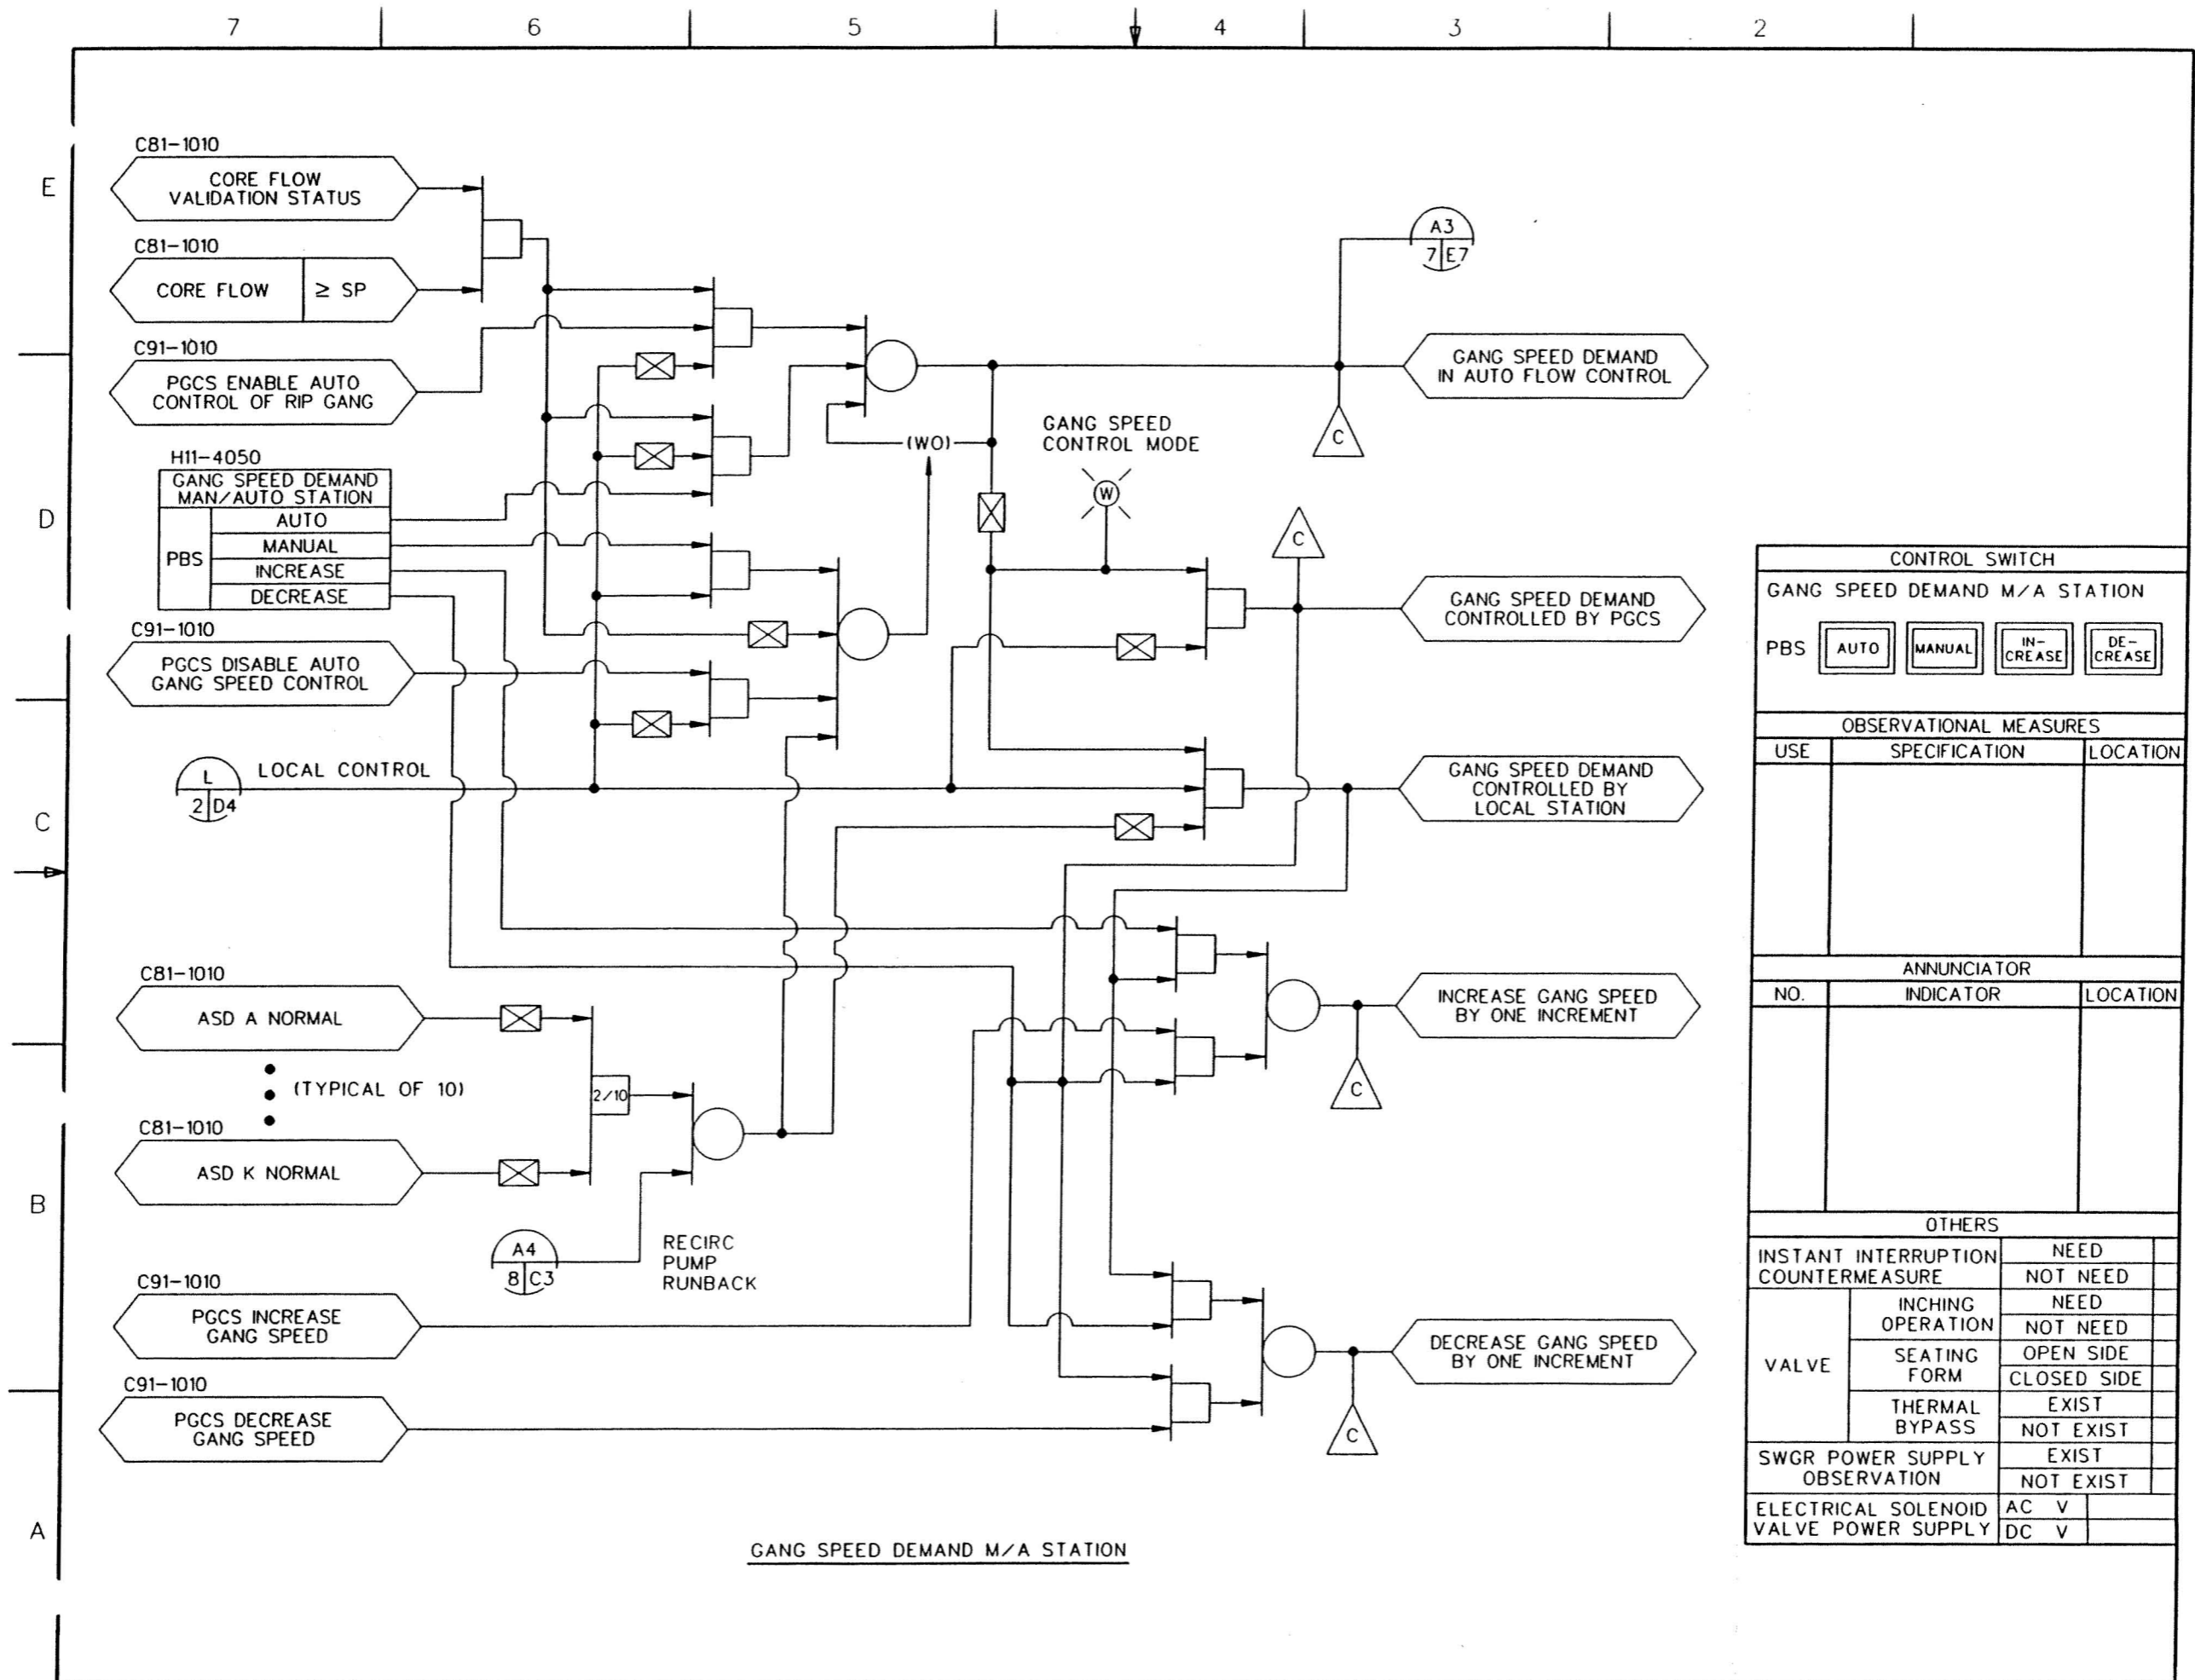 7 6 5 4 3 2
E
D
C
B
A
C81-1010
CORE FLOW
VALIDATION STATUS
C81-1010
CORE FLOW ≥ SP
C91-1010
PGCS ENABLE AUTO
CONTROL OF RIP GANG
H11-4050
GANG SPEED DEMAND
MAN/AUTO STATION
PBS
AUTO
MANUAL
INCREASE
DECREASE
C91-1010
PGCS DISABLE AUTO
GANG SPEED CONTROL
L
2 D4
LOCAL CONTROL
C81-1010
ASD A NORMAL
(TYPICAL OF 10)
C81-1010
ASD K NORMAL
2/10
A4
8 C3
RECIRC
PUMP
RUNBACK
C91-1010
PGCS INCREASE
GANG SPEED
C91-1010
PGCS DECREASE
GANG SPEED
(WO)
GANG SPEED
CONTROL MODE
W
A3
7 E7
GANG SPEED DEMAND
IN AUTO FLOW CONTROL
C
C
GANG SPEED DEMAND
CONTROLLED BY PGCS
GANG SPEED DEMAND
CONTROLLED BY
LOCAL STATION
INCREASE GANG SPEED
BY ONE INCREMENT
C
DECREASE GANG SPEED
BY ONE INCREMENT
C
GANG SPEED DEMAND M/A STATION
CONTROL SWITCH
GANG SPEED DEMAND M/A STATION
PBS
AUTO
MANUAL
IN-
CREASE
DE-
CREASE
OBSERVATIONAL MEASURES
USE SPECIFICATION LOCATION
ANNUNCIATOR
NO. INDICATOR LOCATION
OTHERS
INSTANT INTERRUPTION
COUNTERMEASURE
NEED
NOT NEED
VALVE
INCHING
OPERATION
NEED
NOT NEED
SEATING
FORM
OPEN SIDE
CLOSED SIDE
THERMAL
BYPASS
EXIST
NOT EXIST
SWGR POWER SUPPLY
OBSERVATION
EXIST
NOT EXIST
ELECTRICAL SOLENOID
VALVE POWER SUPPLY
AC V
DC V